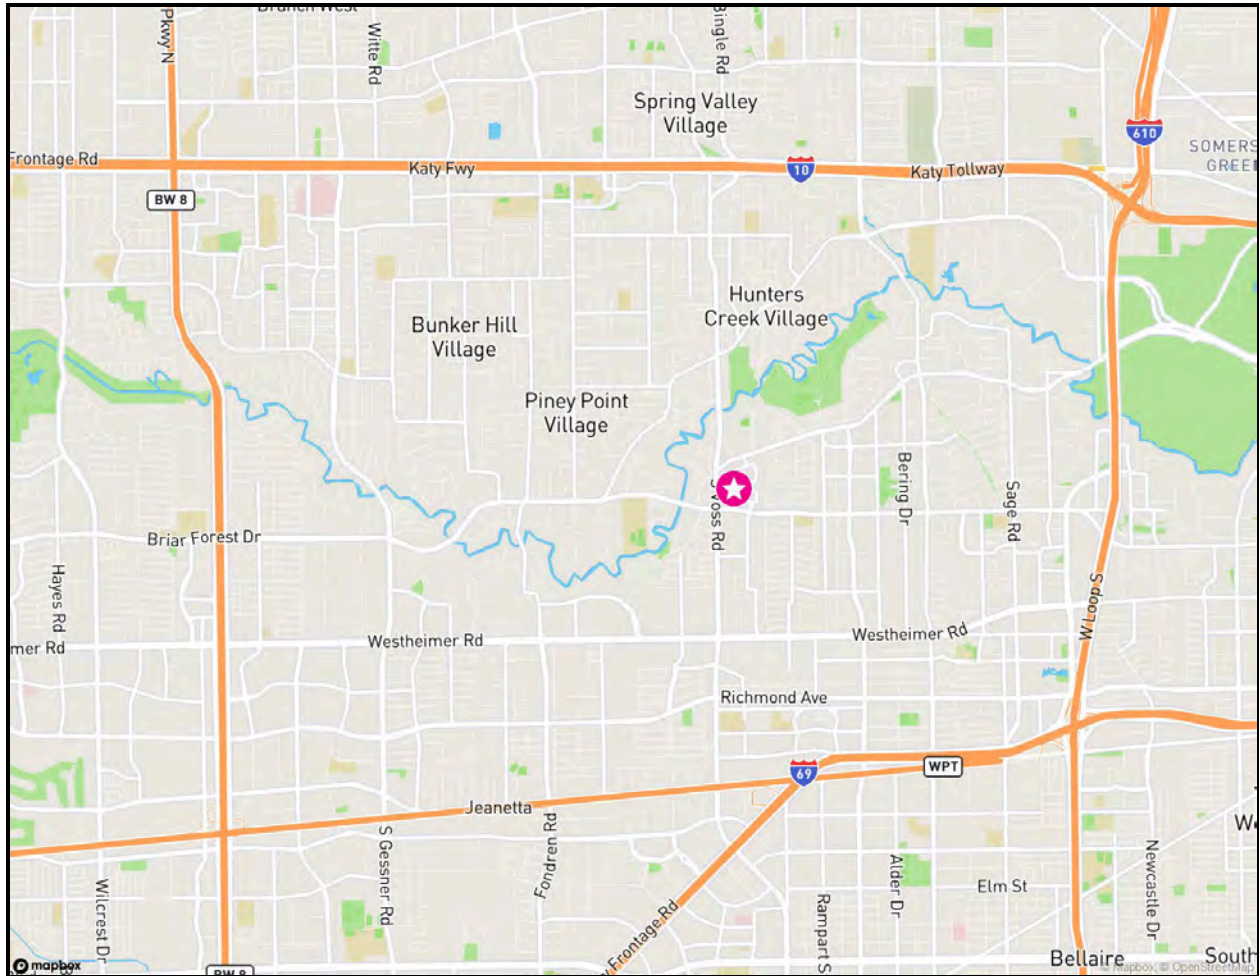 Branch West
Pkwy N
Witte Rd
Bingle Rd
Spring Valley
Village
610
SOMERS
GREE
Frontage Rd
Katy Fwy
10
Katy Tollway
BW 8
Hunters
Creek Village
Bunker Hill
Village
Piney Point
Village
Bering Dr
Sage Rd
S Voss Rd
Briar Forest Dr
Hayes Rd
W Loop S
mer Rd
Westheimer Rd
Westheimer Rd
Richmond Ave
69
WPT
Jeanetta
S Gessner Rd
Fondren Rd
We
Wilcrest Dr
y Frontage Rd
Rampart S
Alder Dr
Elm St
Newcastle Dr
Bellaire
South
mapbox
BW 8
© Mapbox, © OpenStreetMap